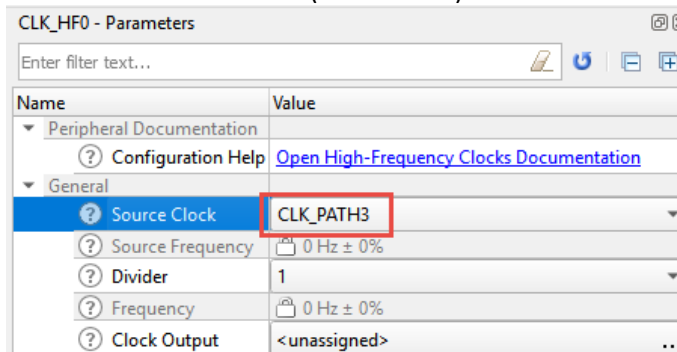 CLK_HF0 - Parameters
Enter filter text...
Name Value
Peripheral Documentation
Configuration Help Open High-Frequency Clocks Documentation
General
Source Clock CLK_PATH3
Source Frequency 0 Hz ± 0%
Divider 1
Frequency 0 Hz ± 0%
Clock Output <unassigned> ..